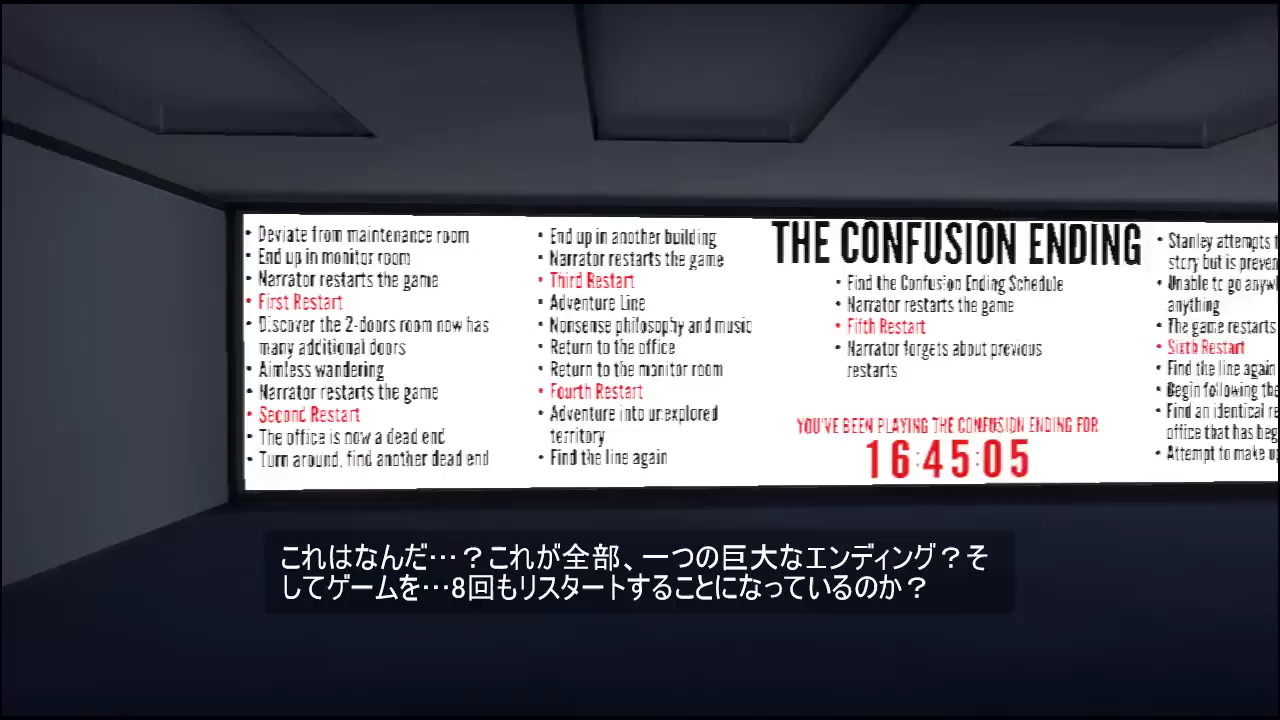 • Deviate from maintenance room
• End up in monitor room
• Narrator restarts the game
• First Restart
• Discover the 2-doors room now has
many additional doors
• Aimless wandering
• Narrator restarts the game
• Second Restart
• The office is now a dead end
• Turn around, find another dead end
• End up in another building
• Narrator restarts the game
• Third Restart
• Adventure Line
• Nonsense philosophy and music
• Return to the office
• Return to the monitor room
• Fourth Restart
• Adventure into unexplored
territory
• Find the line again
THE CONFUSION ENDING
• Find the Confusion Ending Schedule
• Narrator restarts the game
• Fifth Restart
• Narrator forgets about previous
restarts
YOU'VE BEEN PLAYING THE CONFUSION ENDING FOR
16:45:05
• Stanley attempts
story but is
• Unable to go
anything
• The game restarts
• Sixth Restart
• Find the line again
• Begin following the
• Find an identical
office that has
• Attempt to make
これはなんだ…？これが全部、一つの巨大なエンディング？そ
してゲームを…8回もリスタートすることになっているのか？